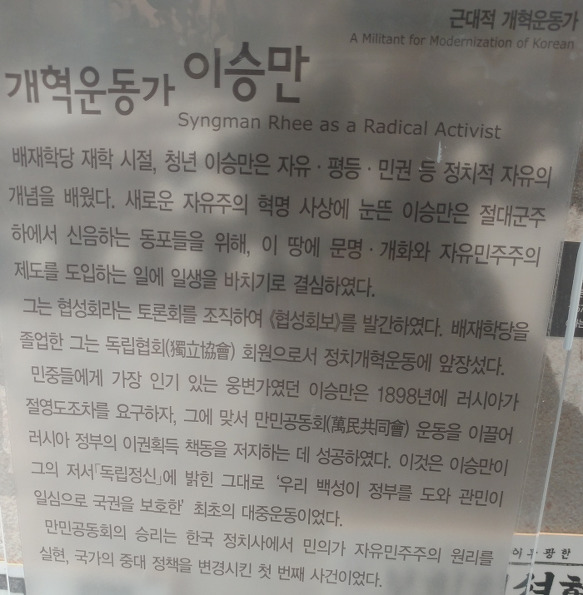 근대적 개혁운동가
A Militant for Modernization of Korean
개혁운동가 이승만
Syngman Rhee as a Radical Activist
배재학당 재학 시절, 청년 이승만은 자유·평등·민권 등 정치적 자유의
개념을 배웠다. 새로운 자유주의 혁명 사상에 눈뜬 이승만은 절대군주
하에서 신음하는 동포들을 위해, 이 땅에 문명·개화와 자유민주주의
제도를 도입하는 일에 일생을 바치기로 결심하였다.
그는 협성회라는 토론회를 조직하여 《협성회보》를 발간하였다. 배재학당을
졸업한 그는 독립협회(獨立協會) 회원으로서 정치개혁운동에 앞장섰다.
민중들에게 가장 인기 있는 웅변가였던 이승만은 1898년에 러시아가
절영도조차를 요구하자, 그에 맞서 만민공동회(萬民共同會) 운동을 이끌어
러시아 정부의 이권획득 책동을 저지하는 데 성공하였다. 이것은 이승만이
그의 저서「독립정신」에 밝힌 그대로 ‘우리 백성이 정부를 도와 관민이
일심으로 국권을 보호한’ 최초의 대중운동이었다.
만민공동회의 승리는 한국 정치사에서 민의가 자유민주주의 원리를
실현, 국가의 중대 정책을 변경시킨 첫 번째 사건이었다.